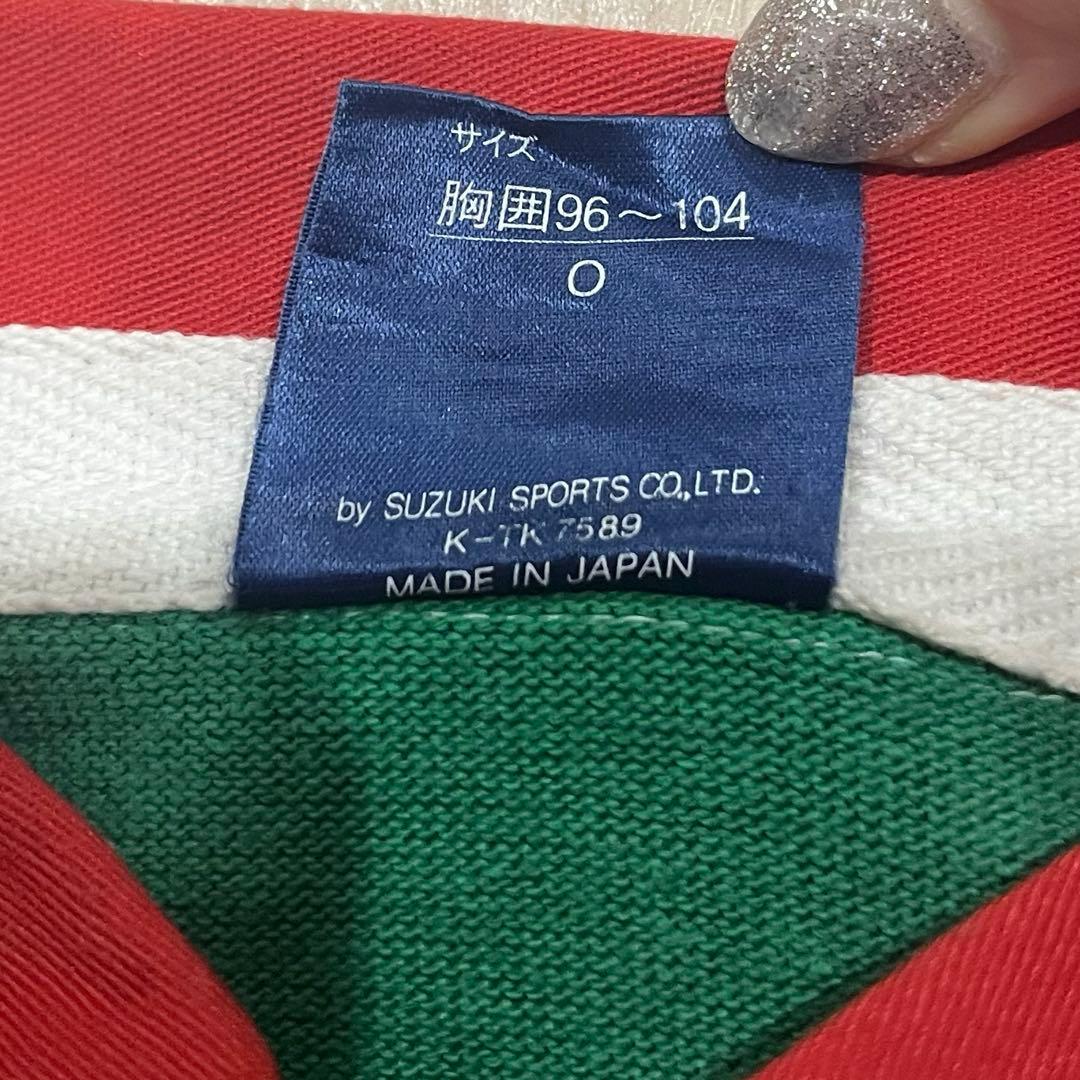 サイズ
胸囲96～104
O
by SUZUKI SPORTS CO.,LTD.
K-TK 7589
MADE IN JAPAN